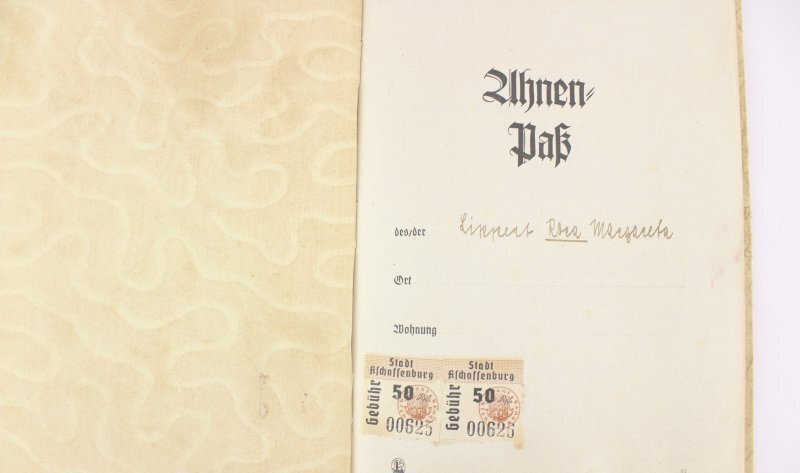 Ahnen=
Paß
des/der Lippert Rosa Margareta
Ort
Wohnung
Stadt Aschaffenburg
Gebühr
50
00625
Stadt Aschaffenburg
Gebühr
50
00625